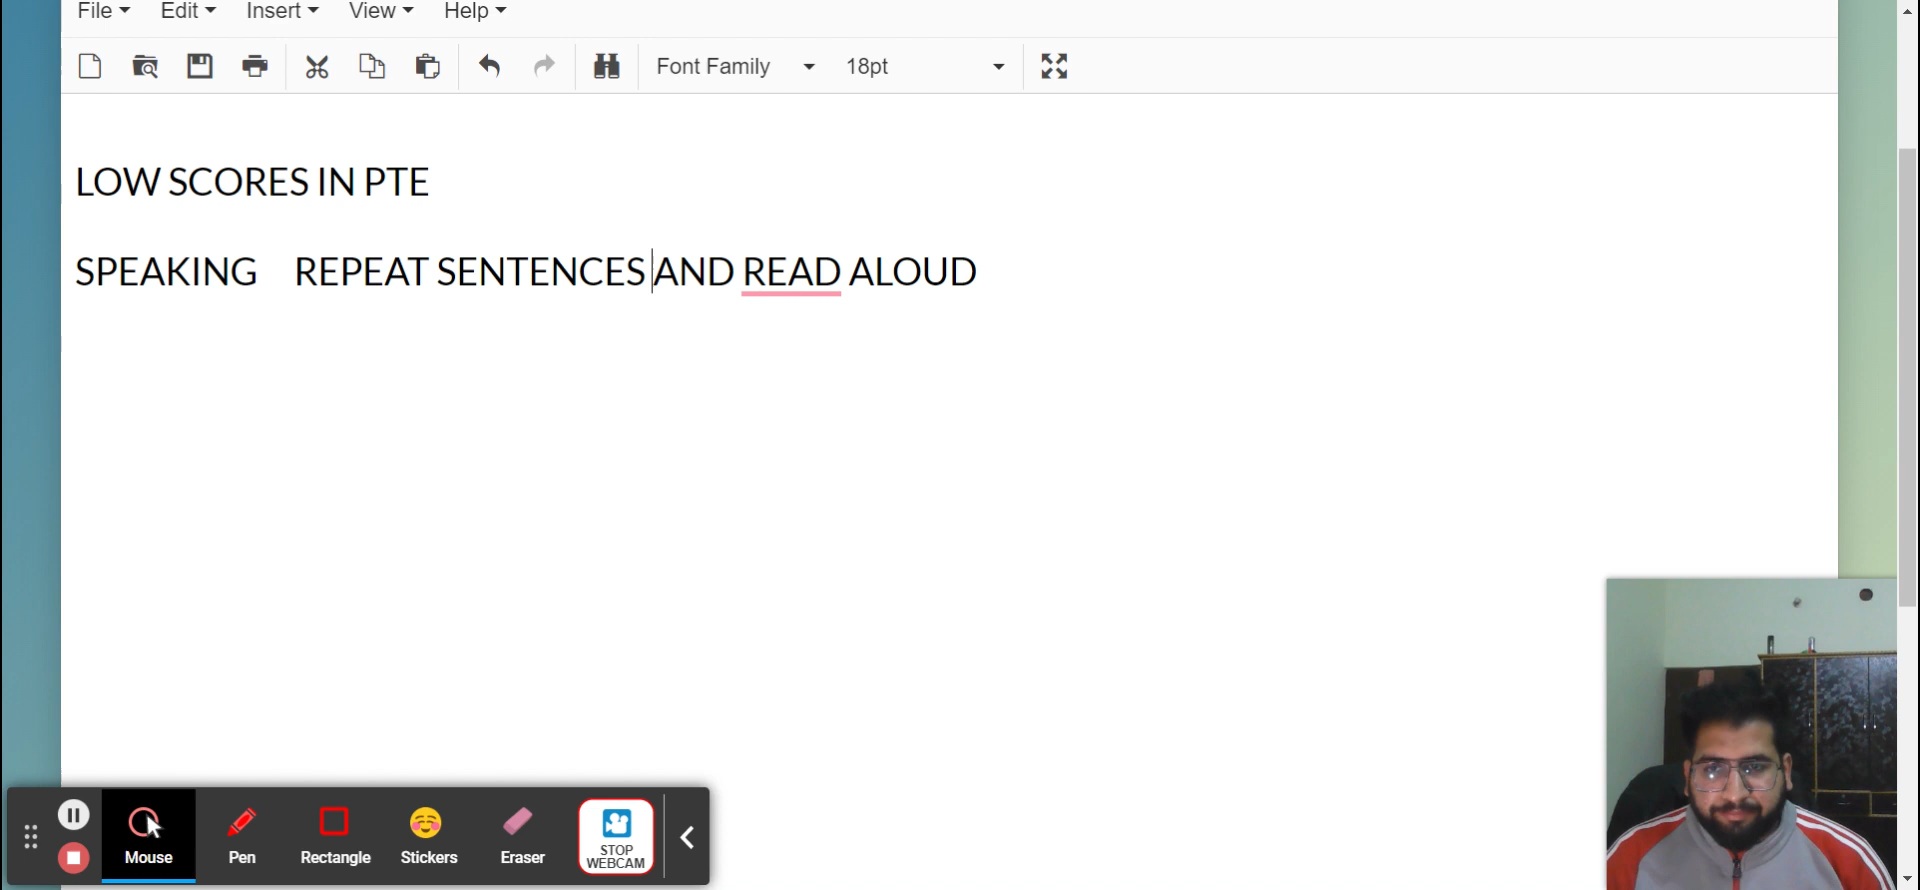 File Edit Insert View Help
Font Family 18pt
LOW SCORES IN PTE
SPEAKING REPEAT SENTENCES AND READ ALOUD
Mouse Pen Rectangle Stickers Eraser STOP
WEBCAM